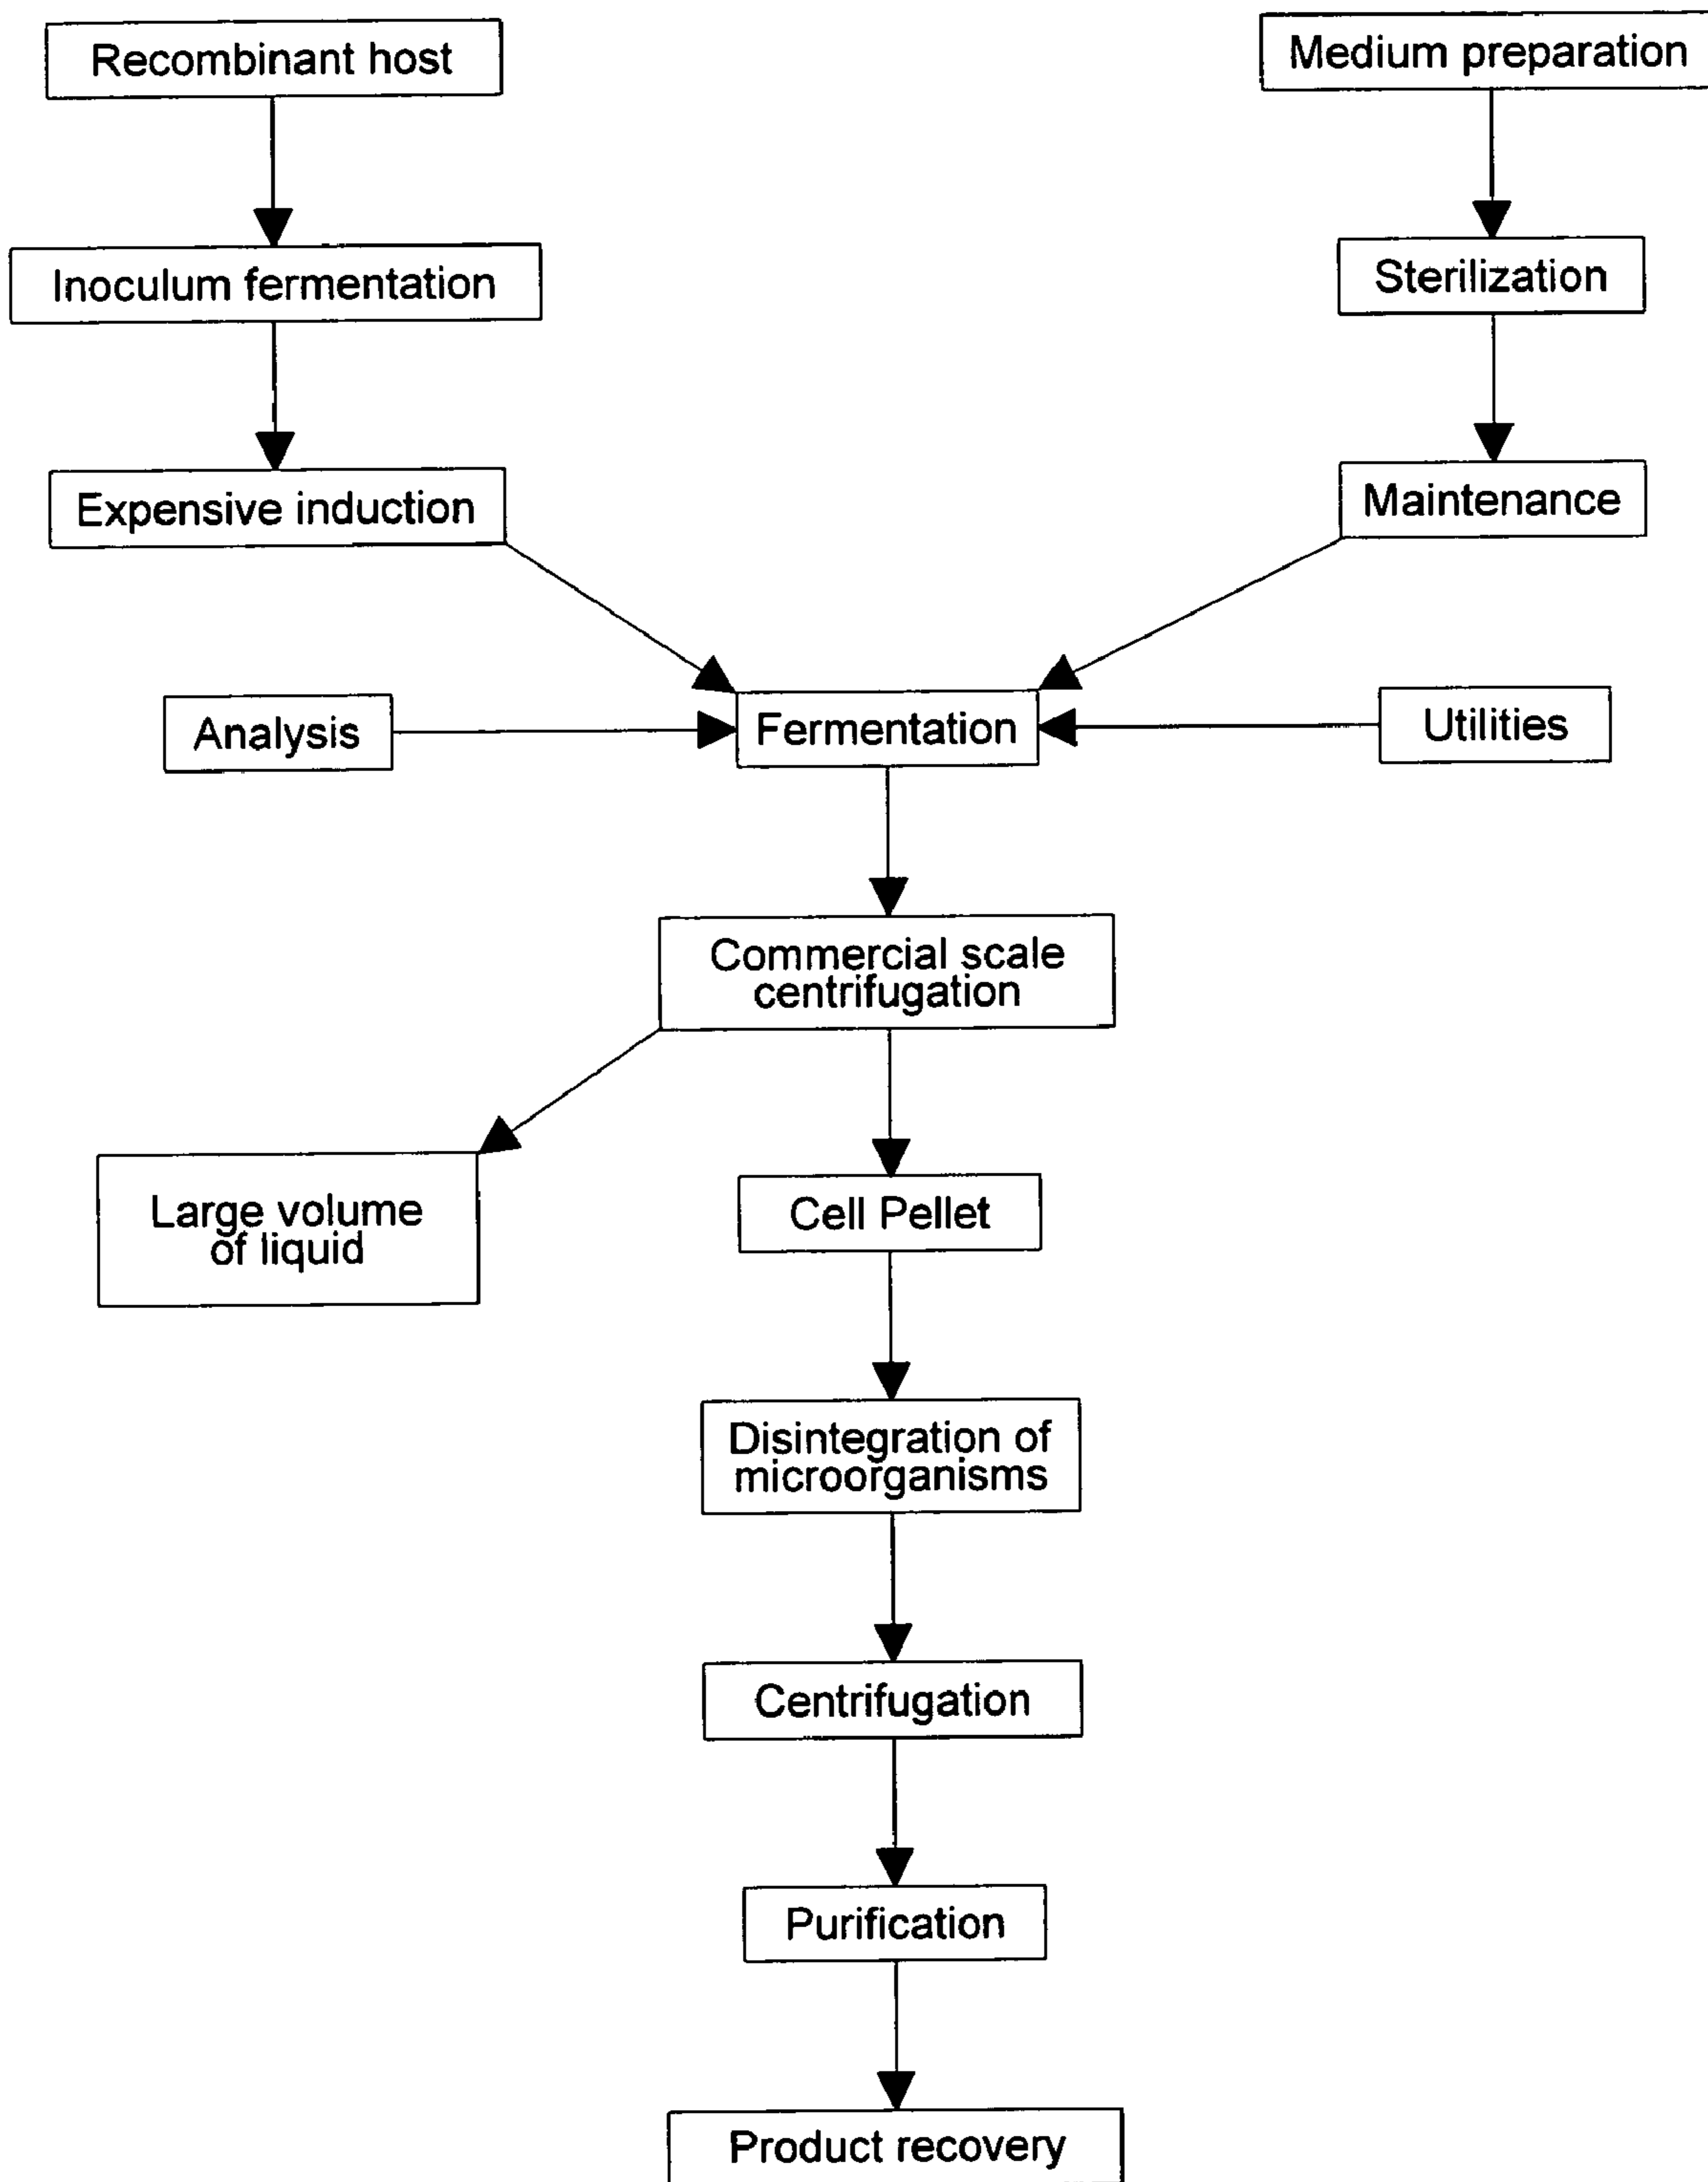 Recombinant host
Medium preparation
Inoculum fermentation
Sterilization
Expensive induction
Maintenance
Analysis
Fermentation
Utilities
Commercial scale
centrifugation
Large volume
of liquid
Cell Pellet
Disintegration of
microorganisms
Centrifugation
Purification
Product recovery